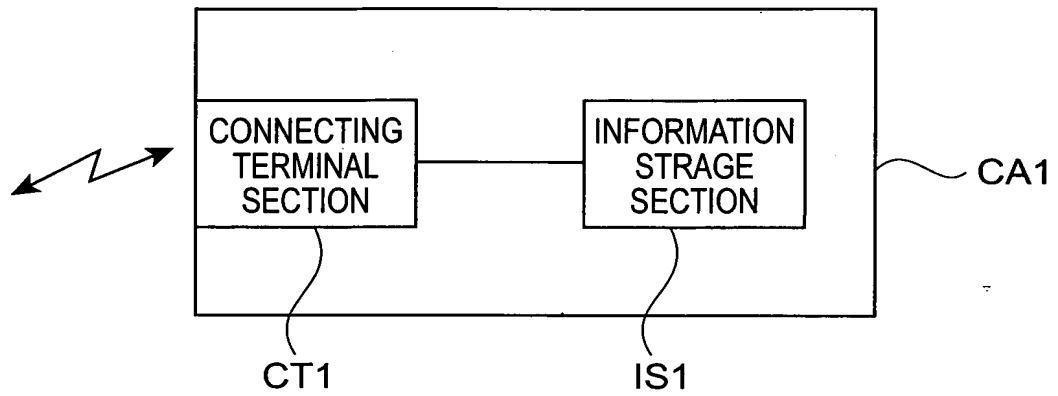 CONNECTING
TERMINAL
SECTION
INFORMATION
STRAGE
SECTION
CA1
CT1
IS1